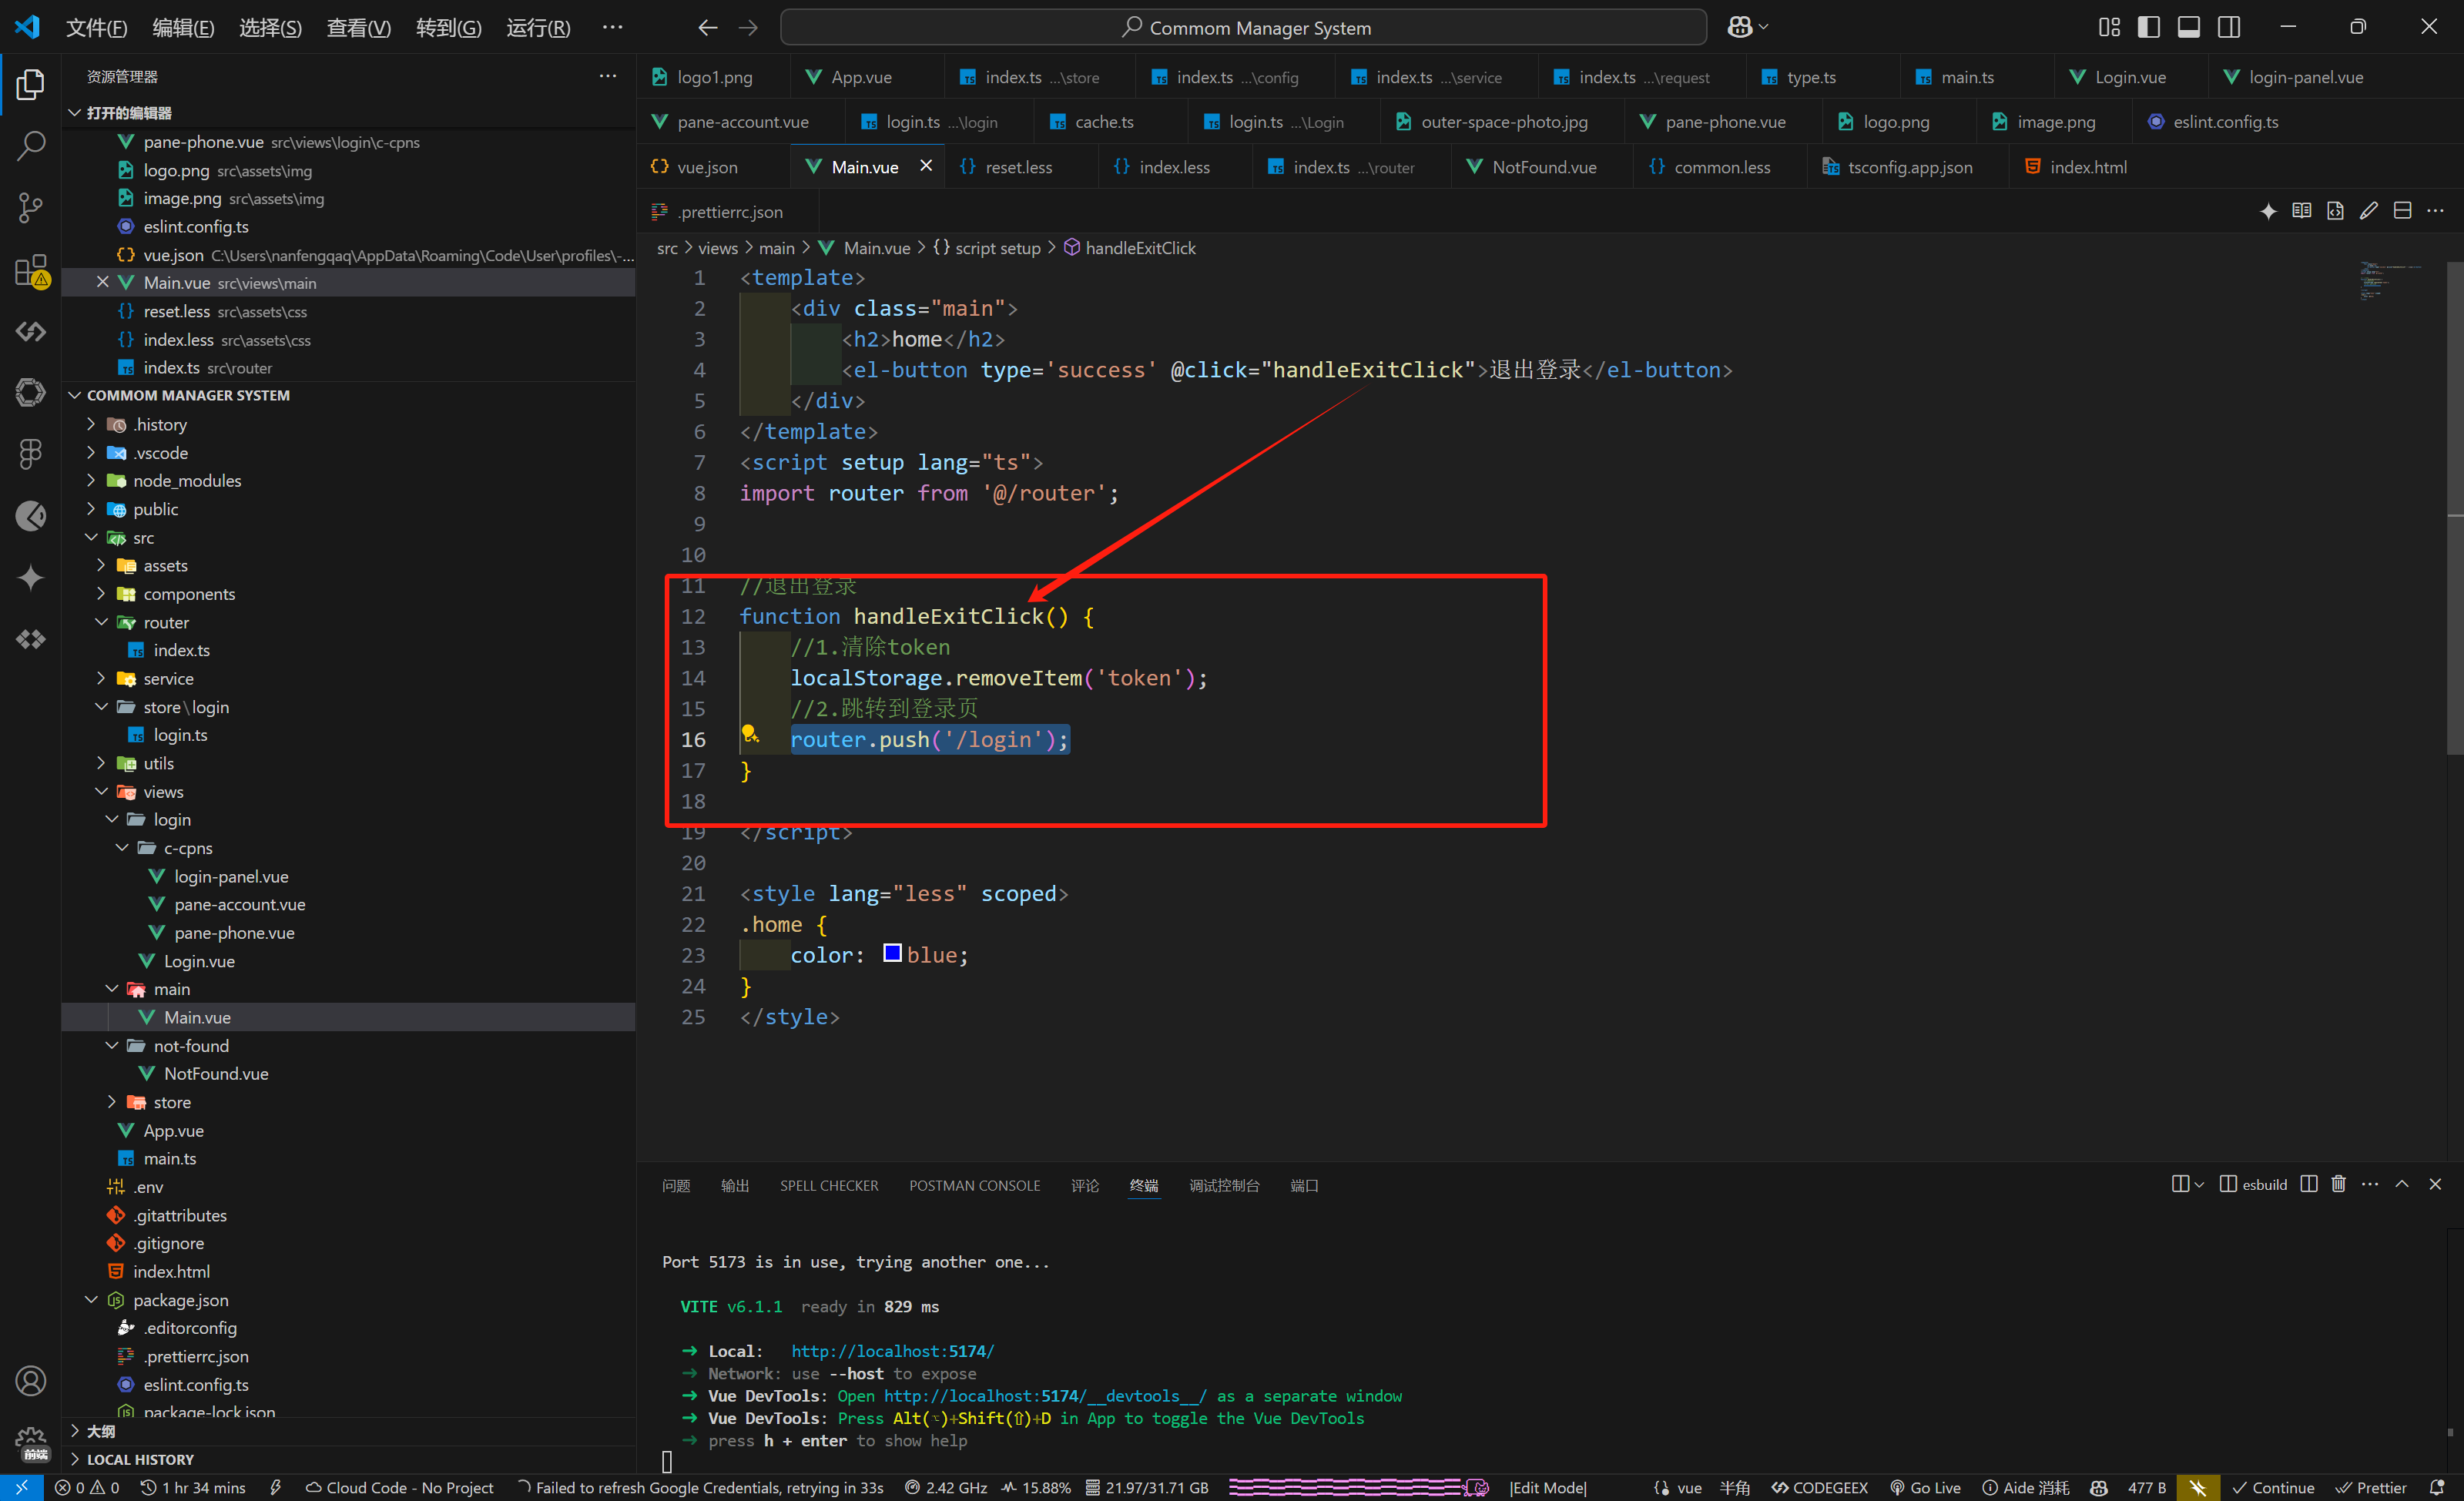 文件(F) 编辑(E) 选择(S) 查看(V) 转到(G) 运行(R) ··· Commom Manager System
资源管理器
打开的编辑器
pane-phone.vue src\views\login\c-cpns
logo.png src\assets\img
image.png src\assets\img
eslint.config.ts
vue.json C:\Users\nanfengqaq\AppData\Roaming\Code\User\profiles\-...
Main.vue src\views\main
reset.less src\assets\css
index.less src\assets\css
index.ts src\router
COMMOM MANAGER SYSTEM
.history
.vscode
node_modules
public
src
assets
components
router
index.ts
service
store\login
login.ts
utils
views
login
c-cpns
login-panel.vue
pane-account.vue
pane-phone.vue
Login.vue
main
Main.vue
not-found
NotFound.vue
store
App.vue
main.ts
.env
.gitattributes
.gitignore
index.html
package.json
.editorconfig
.prettierrc.json
eslint.config.ts
package-lock.json
大纲
LOCAL HISTORY
前端
logo1.png App.vue index.ts ...\store index.ts ...\config index.ts ...\service index.ts ...\request type.ts main.ts Login.vue login-panel.vue
pane-account.vue login.ts ...\login cache.ts login.ts ...\Login outer-space-photo.jpg pane-phone.vue logo.png image.png eslint.config.ts
vue.json Main.vue reset.less index.less index.ts ...\router NotFound.vue common.less tsconfig.app.json index.html
.prettierrc.json
src > views > main > Main.vue > {} script setup > handleExitClick
1 <template>
2 <div class="main">
3 <h2>home</h2>
4 <el-button type='success' @click="handleExitClick">退出登录</el-button>
5 </div>
6 </template>
7 <script setup lang="ts">
8 import router from '@/router';
9
10
11 //退出登录
12 function handleExitClick() {
13 //1.清除token
14 localStorage.removeItem('token');
15 //2.跳转到登录页
16 router.push('/login');
17 }
18
19 </script>
20
21 <style lang="less" scoped>
22 .home {
23 color: blue;
24 }
25 </style>
问题 输出 SPELL CHECKER POSTMAN CONSOLE 评论 终端 调试控制台 端口 esbuild
Port 5173 is in use, trying another one...
VITE v6.1.1 ready in 829 ms
➜ Local: http://localhost:5174/
➜ Network: use --host to expose
➜ Vue DevTools: Open http://localhost:5174/__devtools__/ as a separate window
➜ Vue DevTools: Press Alt(⌥)+Shift(⇧)+D in App to toggle the Vue DevTools
➜ press h + enter to show help
0 0 1 hr 34 mins Cloud Code - No Project Failed to refresh Google Credentials, retrying in 33s 2.42 GHz 15.88% 21.97/31.71 GB |Edit Mode| vue 半角 CODEGEEX Go Live Aide 消耗 477 B Continue Prettier